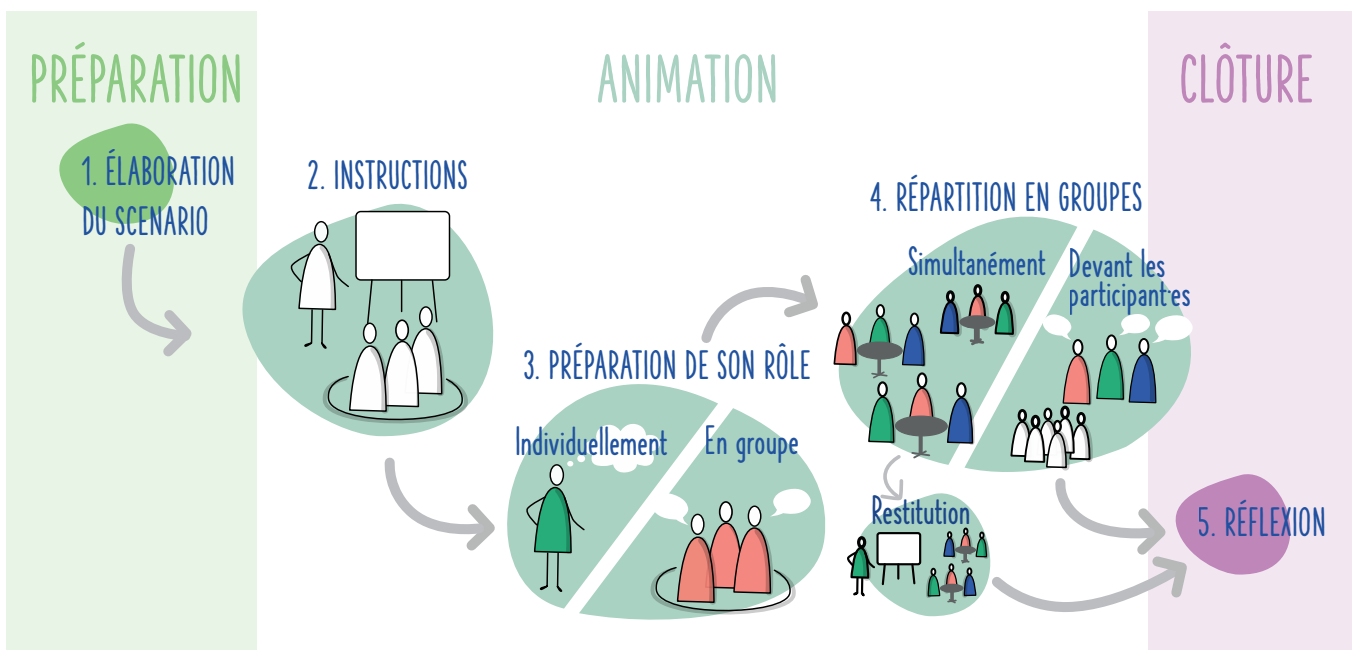 PRÉPARATION
ANIMATION
CLÔTURE
1. ÉLABORATION
DU SCENARIO
2. INSTRUCTIONS
3. PRÉPARATION DE SON RÔLE
Individuellement
En groupe
4. RÉPARTITION EN GROUPES
Simultanément
Devant les
participant·es
Restitution
5. RÉFLEXION